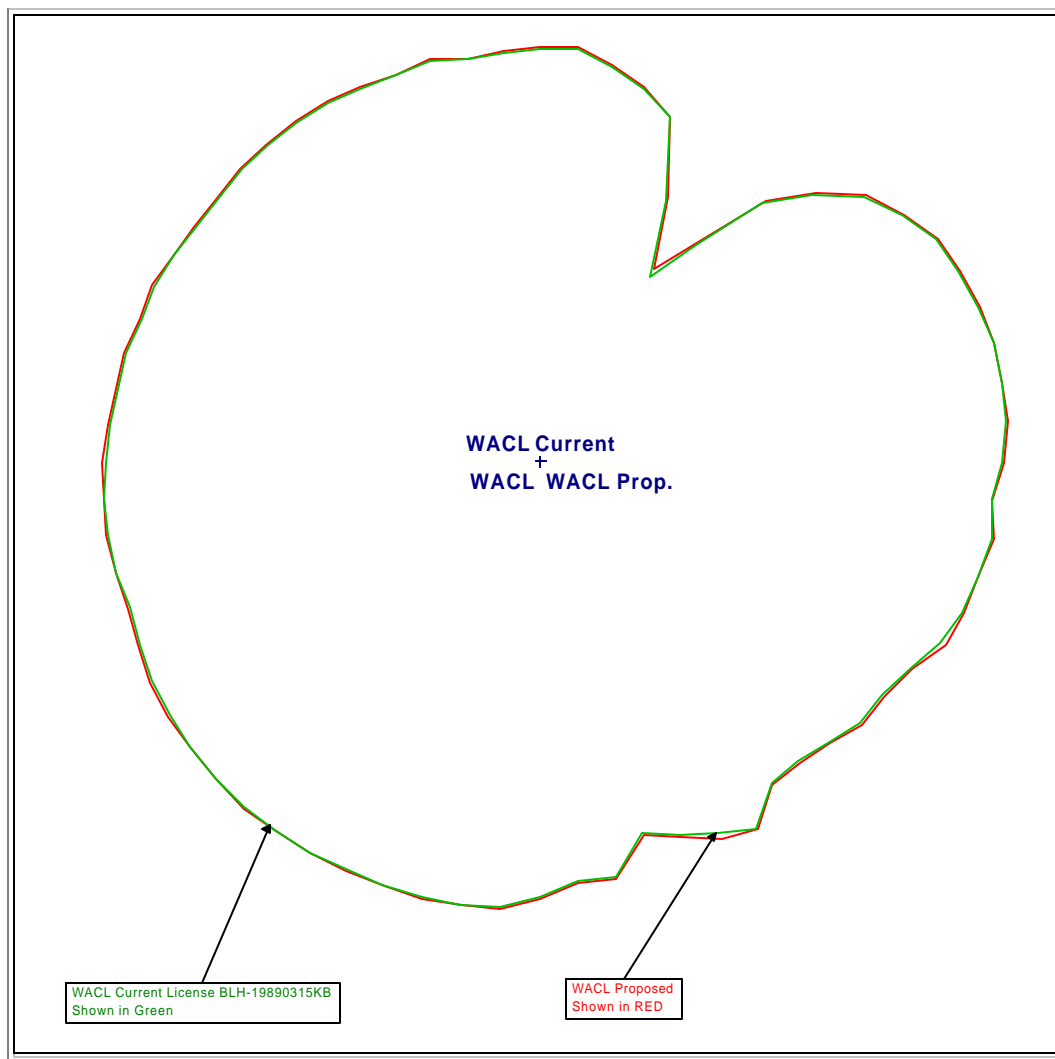 WACL Current
WACL WACL Prop.
WACL Current License BLH-19890315KB
Shown in Green
WACL Proposed
Shown in RED